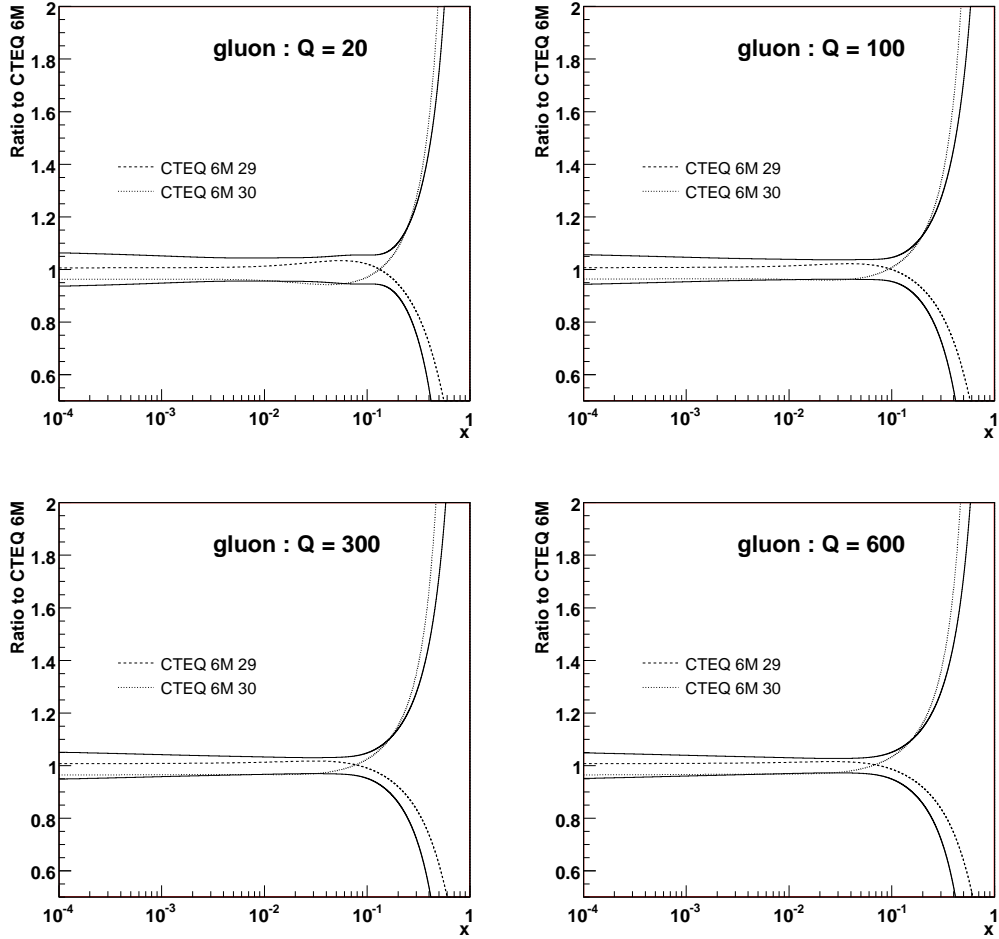 Ratio to CTEQ 6M
2
1.8
1.6
1.4
1.2
1
0.8
0.6
gluon : Q = 20
CTEQ 6M 29
CTEQ 6M 30
10^-4
10^-3
10^-2
10^-1
1
x
Ratio to CTEQ 6M
2
1.8
1.6
1.4
1.2
1
0.8
0.6
gluon : Q = 100
CTEQ 6M 29
CTEQ 6M 30
10^-4
10^-3
10^-2
10^-1
1
x
Ratio to CTEQ 6M
2
1.8
1.6
1.4
1.2
1
0.8
0.6
gluon : Q = 300
CTEQ 6M 29
CTEQ 6M 30
10^-4
10^-3
10^-2
10^-1
1
x
Ratio to CTEQ 6M
2
1.8
1.6
1.4
1.2
1
0.8
0.6
gluon : Q = 600
CTEQ 6M 29
CTEQ 6M 30
10^-4
10^-3
10^-2
10^-1
1
x